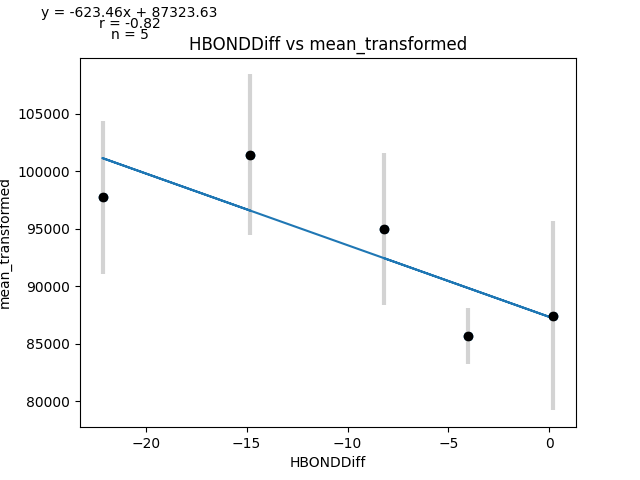 y = -623.46x + 87323.63
r = -0.82
n = 5
HBONDDiff vs mean_transformed
105000
100000
95000
90000
85000
80000
mean_transformed
−20
−15
−10
−5
0
HBONDDiff